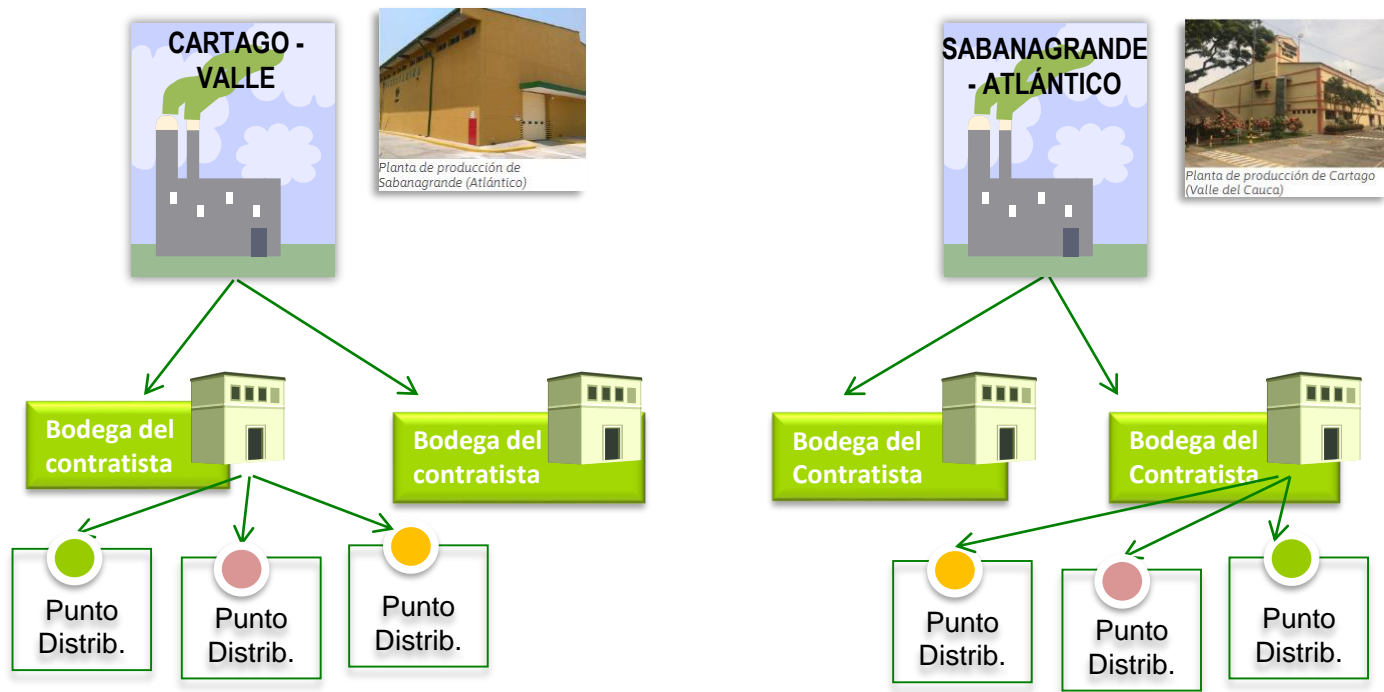 CARTAGO -
VALLE
Planta de producción de
Sabanagrande (Atlántico)
SABANAGRANDE
- ATLÁNTICO
Planta de producción de Cartago
(Valle del Cauca)
Bodega del
contratista
Bodega del
contratista
Bodega del
Contratista
Bodega del
Contratista
Punto
Distrib.
Punto
Distrib.
Punto
Distrib.
Punto
Distrib.
Punto
Distrib.
Punto
Distrib.